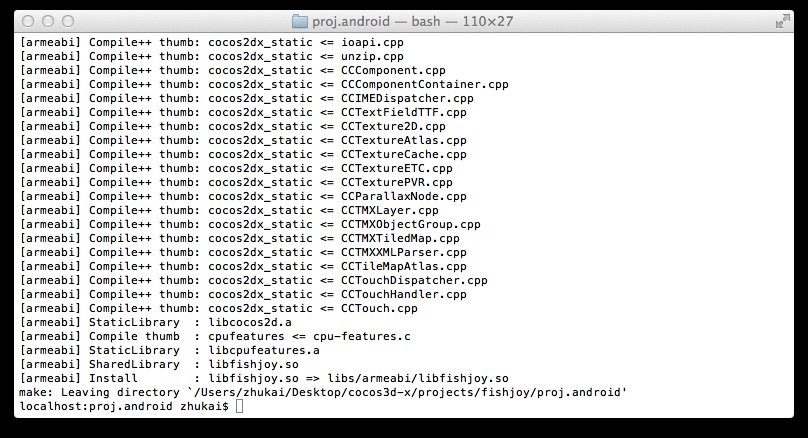 proj.android — bash — 110×27
[armeabi] Compile++ thumb: cocos2dx_static <= ioapi.cpp
[armeabi] Compile++ thumb: cocos2dx_static <= unzip.cpp
[armeabi] Compile++ thumb: cocos2dx_static <= CCComponent.cpp
[armeabi] Compile++ thumb: cocos2dx_static <= CCComponentContainer.cpp
[armeabi] Compile++ thumb: cocos2dx_static <= CCIMEDispatcher.cpp
[armeabi] Compile++ thumb: cocos2dx_static <= CCTextFieldTTF.cpp
[armeabi] Compile++ thumb: cocos2dx_static <= CCTexture2D.cpp
[armeabi] Compile++ thumb: cocos2dx_static <= CCTextureAtlas.cpp
[armeabi] Compile++ thumb: cocos2dx_static <= CCTextureCache.cpp
[armeabi] Compile++ thumb: cocos2dx_static <= CCTextureETC.cpp
[armeabi] Compile++ thumb: cocos2dx_static <= CCTexturePVR.cpp
[armeabi] Compile++ thumb: cocos2dx_static <= CCParallaxNode.cpp
[armeabi] Compile++ thumb: cocos2dx_static <= CCTMXLayer.cpp
[armeabi] Compile++ thumb: cocos2dx_static <= CCTMXObjectGroup.cpp
[armeabi] Compile++ thumb: cocos2dx_static <= CCTMXTiledMap.cpp
[armeabi] Compile++ thumb: cocos2dx_static <= CCTMXXMLParser.cpp
[armeabi] Compile++ thumb: cocos2dx_static <= CCTileMapAtlas.cpp
[armeabi] Compile++ thumb: cocos2dx_static <= CCTouchDispatcher.cpp
[armeabi] Compile++ thumb: cocos2dx_static <= CCTouchHandler.cpp
[armeabi] Compile++ thumb: cocos2dx_static <= CCTouch.cpp
[armeabi] StaticLibrary  : libcocos2d.a
[armeabi] Compile thumb  : cpufeatures <= cpu-features.c
[armeabi] StaticLibrary  : libcpufeatures.a
[armeabi] SharedLibrary  : libfishjoy.so
[armeabi] Install        : libfishjoy.so => libs/armeabi/libfishjoy.so
make: Leaving directory `/Users/zhukai/Desktop/cocos3d-x/projects/fishjoy/proj.android'
localhost:proj.android zhukai$